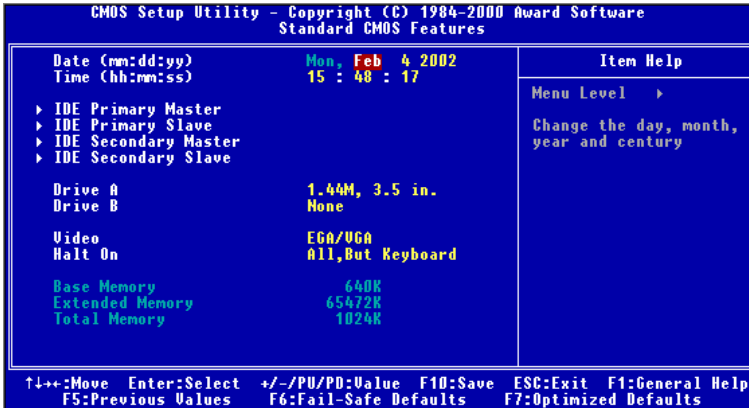 CMOS Setup Utility - Copyright (C) 1984-2000 Award Software
Standard CMOS Features
Date (mm:dd:yy) Mon, Feb 4 2002
Time (hh:mm:ss) 15 : 48 : 17
▸ IDE Primary Master
▸ IDE Primary Slave
▸ IDE Secondary Master
▸ IDE Secondary Slave
Drive A 1.44M, 3.5 in.
Drive B None
Video EGA/VGA
Halt On All,But Keyboard
Base Memory 640K
Extended Memory 65472K
Total Memory 1024K
Item Help
Menu Level ▸
Change the day, month,
year and century
↑↓→←:Move Enter:Select +/-/PU/PD:Value F10:Save ESC:Exit F1:General Help
F5:Previous Values F6:Fail-Safe Defaults F7:Optimized Defaults